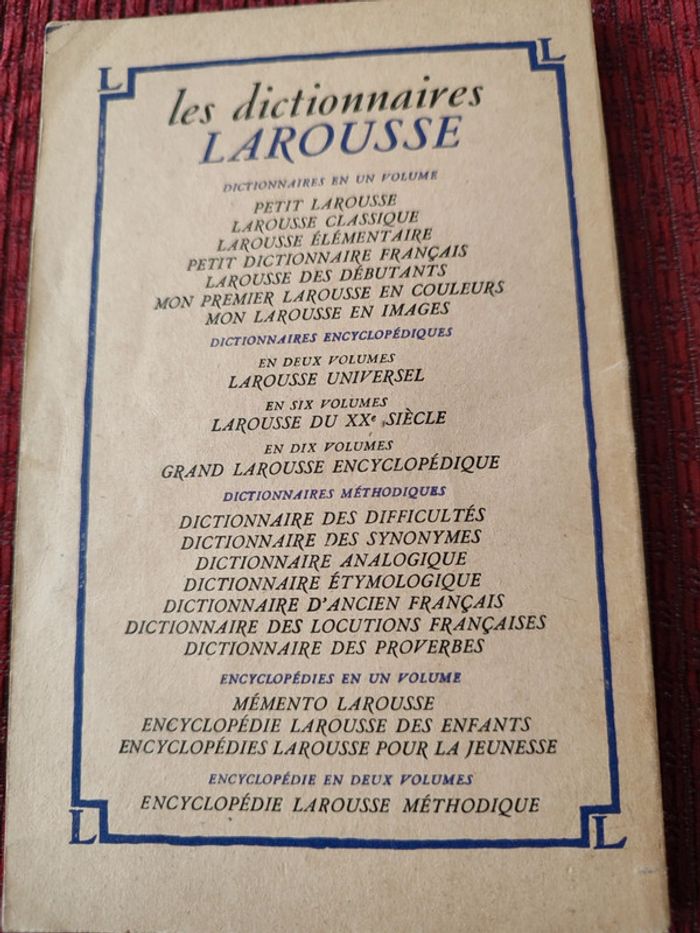 L L
les dictionnaires
LAROUSSE
DICTIONNAIRES EN UN VOLUME
PETIT LAROUSSE
LAROUSSE CLASSIQUE
LAROUSSE ÉLÉMENTAIRE
PETIT DICTIONNAIRE FRANÇAIS
LAROUSSE DES DÉBUTANTS
MON PREMIER LAROUSSE EN COULEURS
MON LAROUSSE EN IMAGES
DICTIONNAIRES ENCYCLOPÉDIQUES
EN DEUX VOLUMES
LAROUSSE UNIVERSEL
EN SIX VOLUMES
LAROUSSE DU XXe SIÈCLE
EN DIX VOLUMES
GRAND LAROUSSE ENCYCLOPÉDIQUE
DICTIONNAIRES MÉTHODIQUES
DICTIONNAIRE DES DIFFICULTÉS
DICTIONNAIRE DES SYNONYMES
DICTIONNAIRE ANALOGIQUE
DICTIONNAIRE ÉTYMOLOGIQUE
DICTIONNAIRE D'ANCIEN FRANÇAIS
DICTIONNAIRE DES LOCUTIONS FRANÇAISES
DICTIONNAIRE DES PROVERBES
ENCYCLOPÉDIES EN UN VOLUME
MÉMENTO LAROUSSE
ENCYCLOPÉDIE LAROUSSE DES ENFANTS
ENCYCLOPÉDIES LAROUSSE POUR LA JEUNESSE
ENCYCLOPÉDIE EN DEUX VOLUMES
ENCYCLOPÉDIE LAROUSSE MÉTHODIQUE
L L